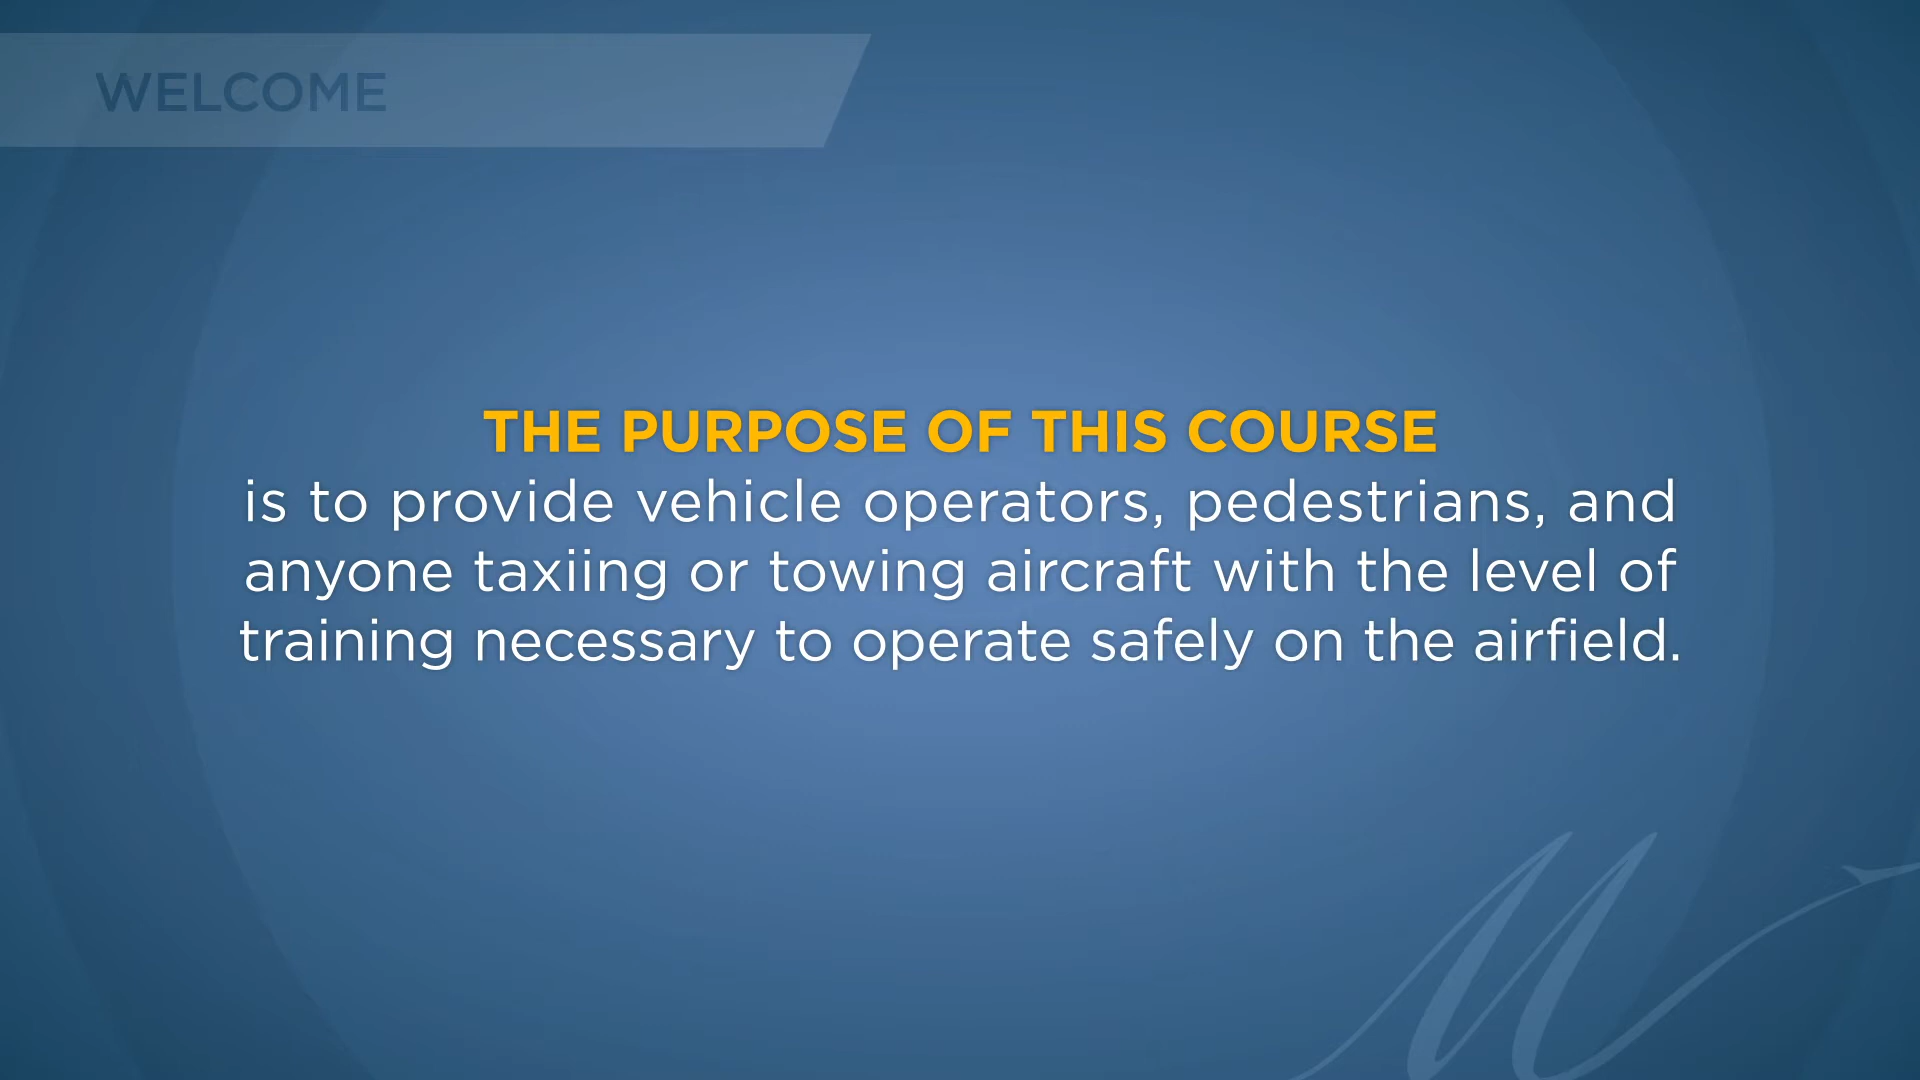 WELCOME
THE PURPOSE OF THIS COURSE
is to provide vehicle operators, pedestrians, and
anyone taxiing or towing aircraft with the level of
training necessary to operate safely on the airfield.